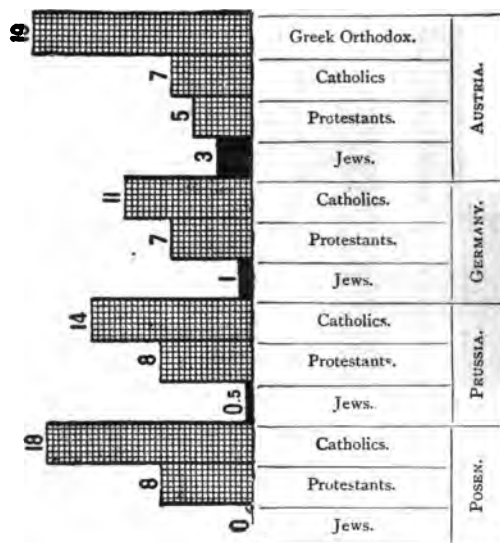 19
Greek Orthodox.
7
Catholics
5
Protestants.
3
Jews.
AUSTRIA.
11
Catholics.
7
Protestants.
1
Jews.
GERMANY.
14
Catholics.
8
Protestants.
0.5
Jews.
PRUSSIA.
18
Catholics.
8
Protestants.
0
Jews.
POSEN.